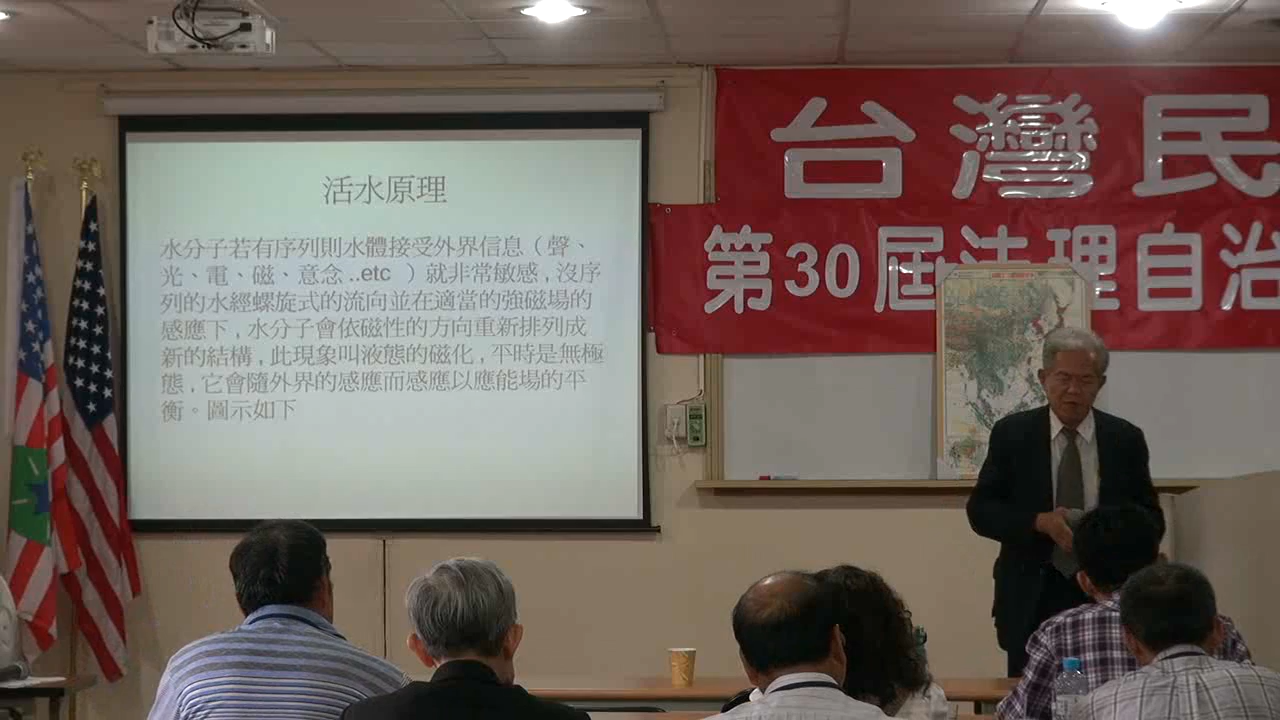 活水原理
水分子若有序列則水體接受外界信息（聲、
光、電、磁、意念..etc ）就非常敏感，沒序
列的水經螺旋式的流向並在適當的強磁場的
感應下，水分子會依磁性的方向重新排列成
新的結構，此現象叫液態的磁化，平時是無極
態，它會隨外界的感應而感應以應能場的平
衡。圖示如下
台灣民
第30屆法理自治